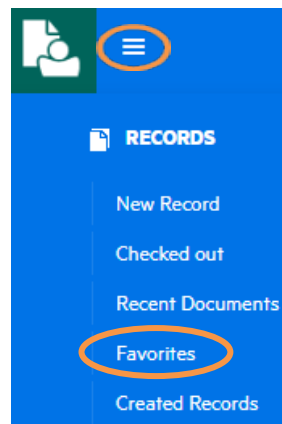 RECORDS
New Record
Checked out
Recent Documents
Favorites
Created Records